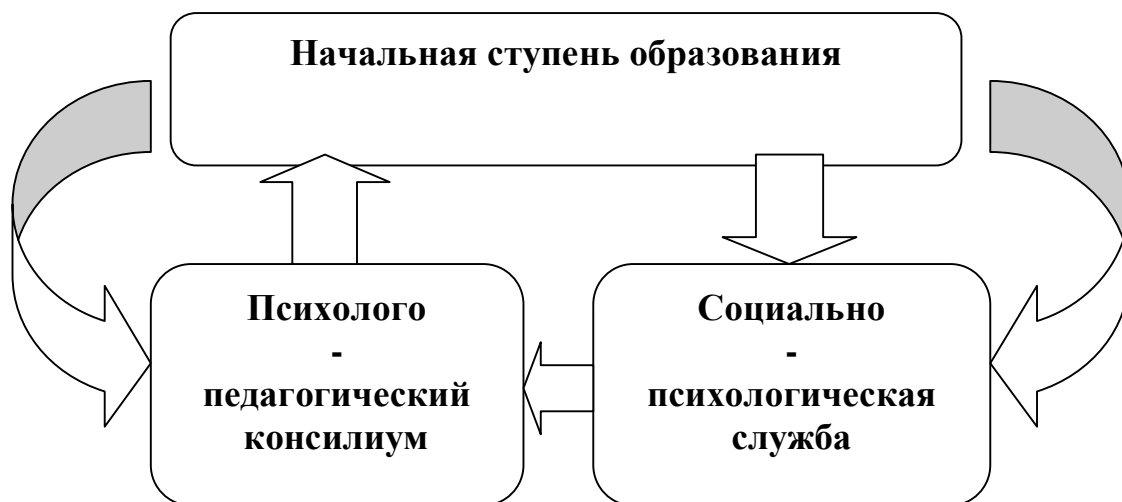 Начальная ступень образования
Психолого
-
педагогический
консилиум
Социально
-
психологическая
служба